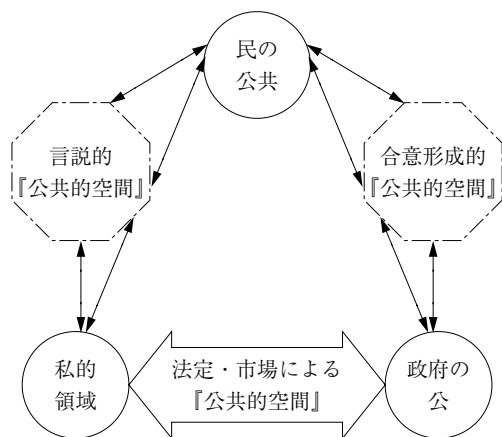 民の
公共
言説的
『公共的空間』
合意形成的
『公共的空間』
私的
領域
法定・市場による
『公共的空間』
政府の
公